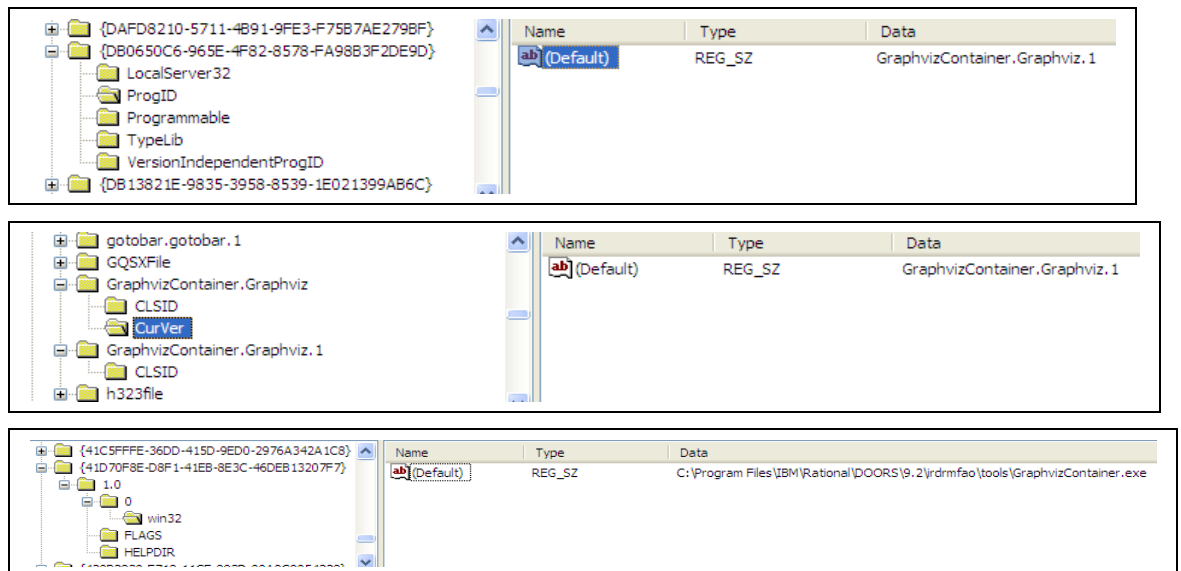 {DAFD8210-5711-4B91-9FE3-F75B7AE279BF}
{DB0650C6-965E-4F82-8578-FA98B3F2DE9D}
LocalServer32
ProgID
Programmable
TypeLib
VersionIndependentProgID
{DB13821E-9835-3958-8539-1E021399AB6C}
Name Type Data
ab (Default) REG_SZ GraphvizContainer.Graphviz.1
gotobar.gotobar.1
GQSXFile
GraphvizContainer.Graphviz
CLSID
CurVer
GraphvizContainer.Graphviz.1
CLSID
h323file
Name Type Data
ab (Default) REG_SZ GraphvizContainer.Graphviz.1
{41C5FFFE-36DD-415D-9ED0-2976A342A1C8}
{41D70F8E-D8F1-41EB-8E3C-46DEB13207F7}
1.0
0
win32
FLAGS
HELPDIR
Name Type Data
ab (Default) REG_SZ C:\Program Files\IBM\Rational\DOORS\9.2\irdrmfao\tools\GraphvizContainer.exe